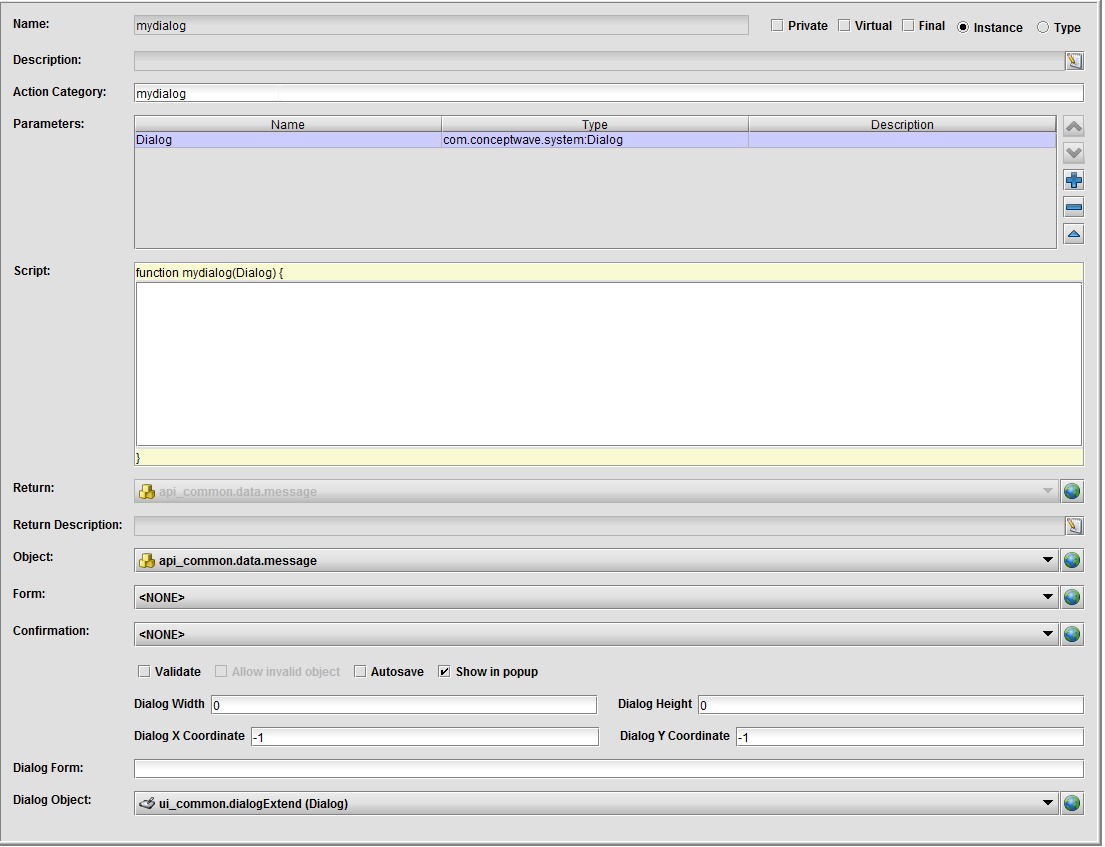 Name: mydialog Private Virtual Final Instance Type
Description:
Action Category: mydialog
Parameters: Name Type Description
Dialog com.conceptwave.system:Dialog
Script: function mydialog(Dialog) {
}
Return: api_common.data.message
Return Description:
Object: api_common.data.message
Form: <NONE>
Confirmation: <NONE>
Validate Allow invalid object Autosave Show in popup
Dialog Width 0 Dialog Height 0
Dialog X Coordinate -1 Dialog Y Coordinate -1
Dialog Form:
Dialog Object: ui_common.dialogExtend (Dialog)